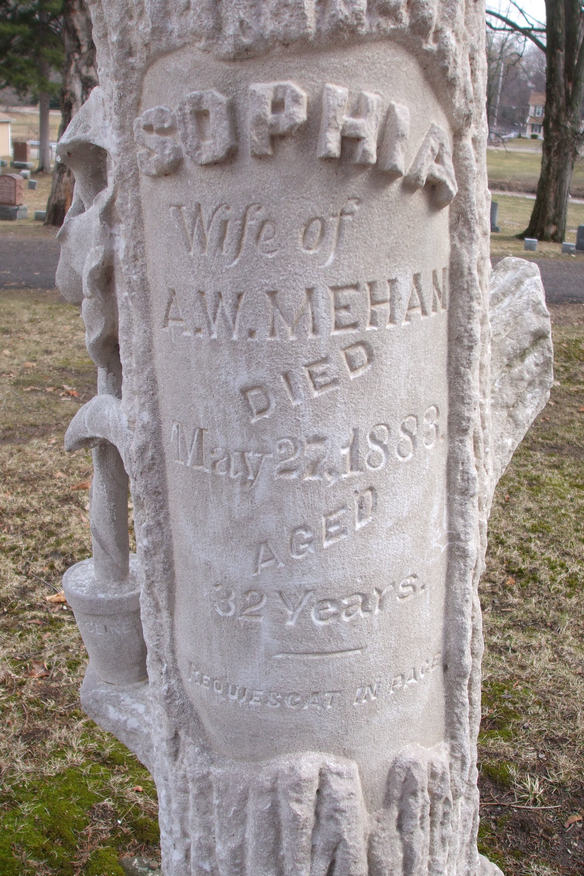 SOPHIA
Wife of
A.W. MEHAN
DIED
May 27, 1883.
AGED
32 Years.
REQUIESCAT IN PACE